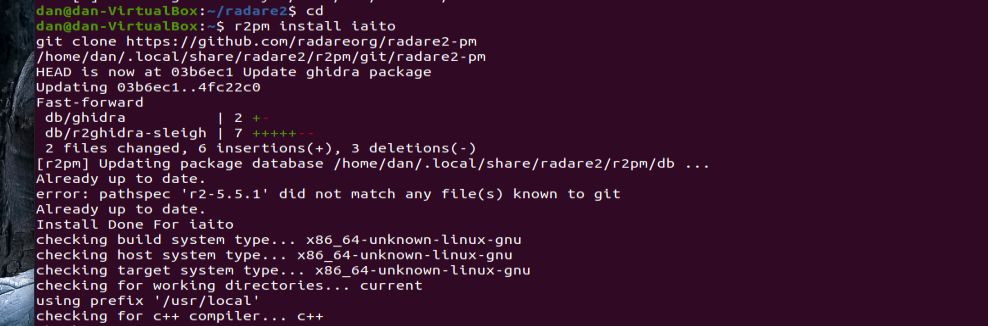 dan@dan-VirtualBox:~/radare2$ cd
dan@dan-VirtualBox:~$ r2pm install iaito
git clone https://github.com/radareorg/radare2-pm
/home/dan/.local/share/radare2/r2pm/git/radare2-pm
HEAD is now at 03b6ec1 Update ghidra package
Updating 03b6ec1..4fc22c0
Fast-forward
 db/ghidra          | 2 +-
 db/r2ghidra-sleigh | 7 +++++--
 2 files changed, 6 insertions(+), 3 deletions(-)
[r2pm] Updating package database /home/dan/.local/share/radare2/r2pm/db ...
Already up to date.
error: pathspec 'r2-5.5.1' did not match any file(s) known to git
Already up to date.
Install Done For iaito
checking build system type... x86_64-unknown-linux-gnu
checking host system type... x86_64-unknown-linux-gnu
checking target system type... x86_64-unknown-linux-gnu
checking for working directories... current
using prefix '/usr/local'
checking for c++ compiler... c++